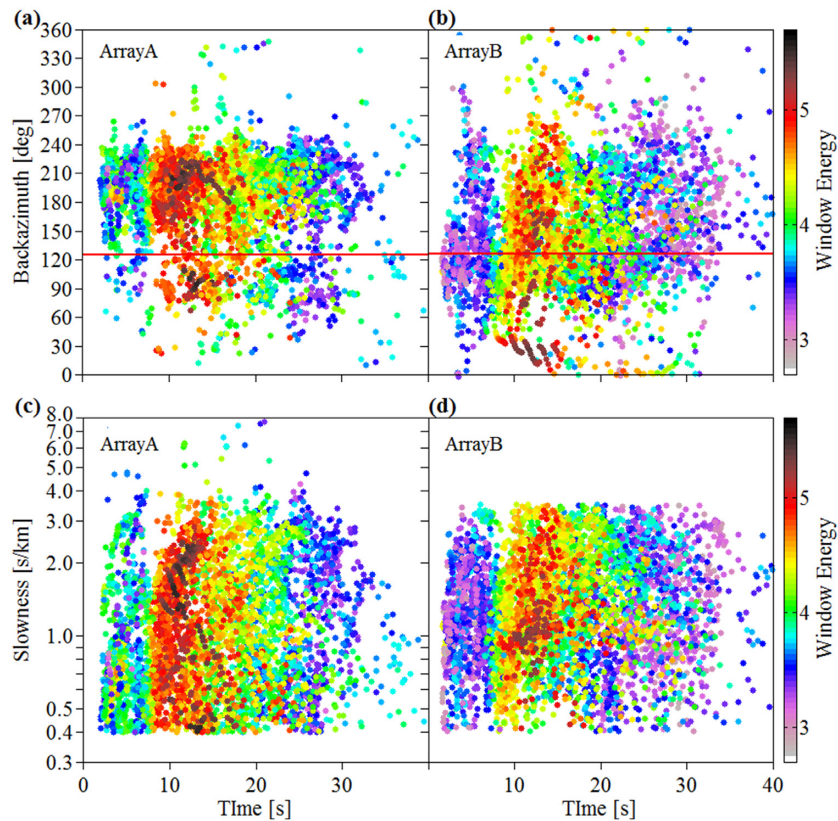 (a)
(b)
ArrayA
ArrayB
360
330
300
270
240
210
180
150
120
90
60
30
0
Backazimuth [deg]
5
4
3
Window Energy
(c)
(d)
ArrayA
ArrayB
8.0
7.0
5.0
4.0
3.0
2.0
1.0
0.5
0.4
0.3
Slowness [s/km]
5
4
3
Window Energy
0 10 20 30 10 20 30 40
TIme [s] TIme [s]